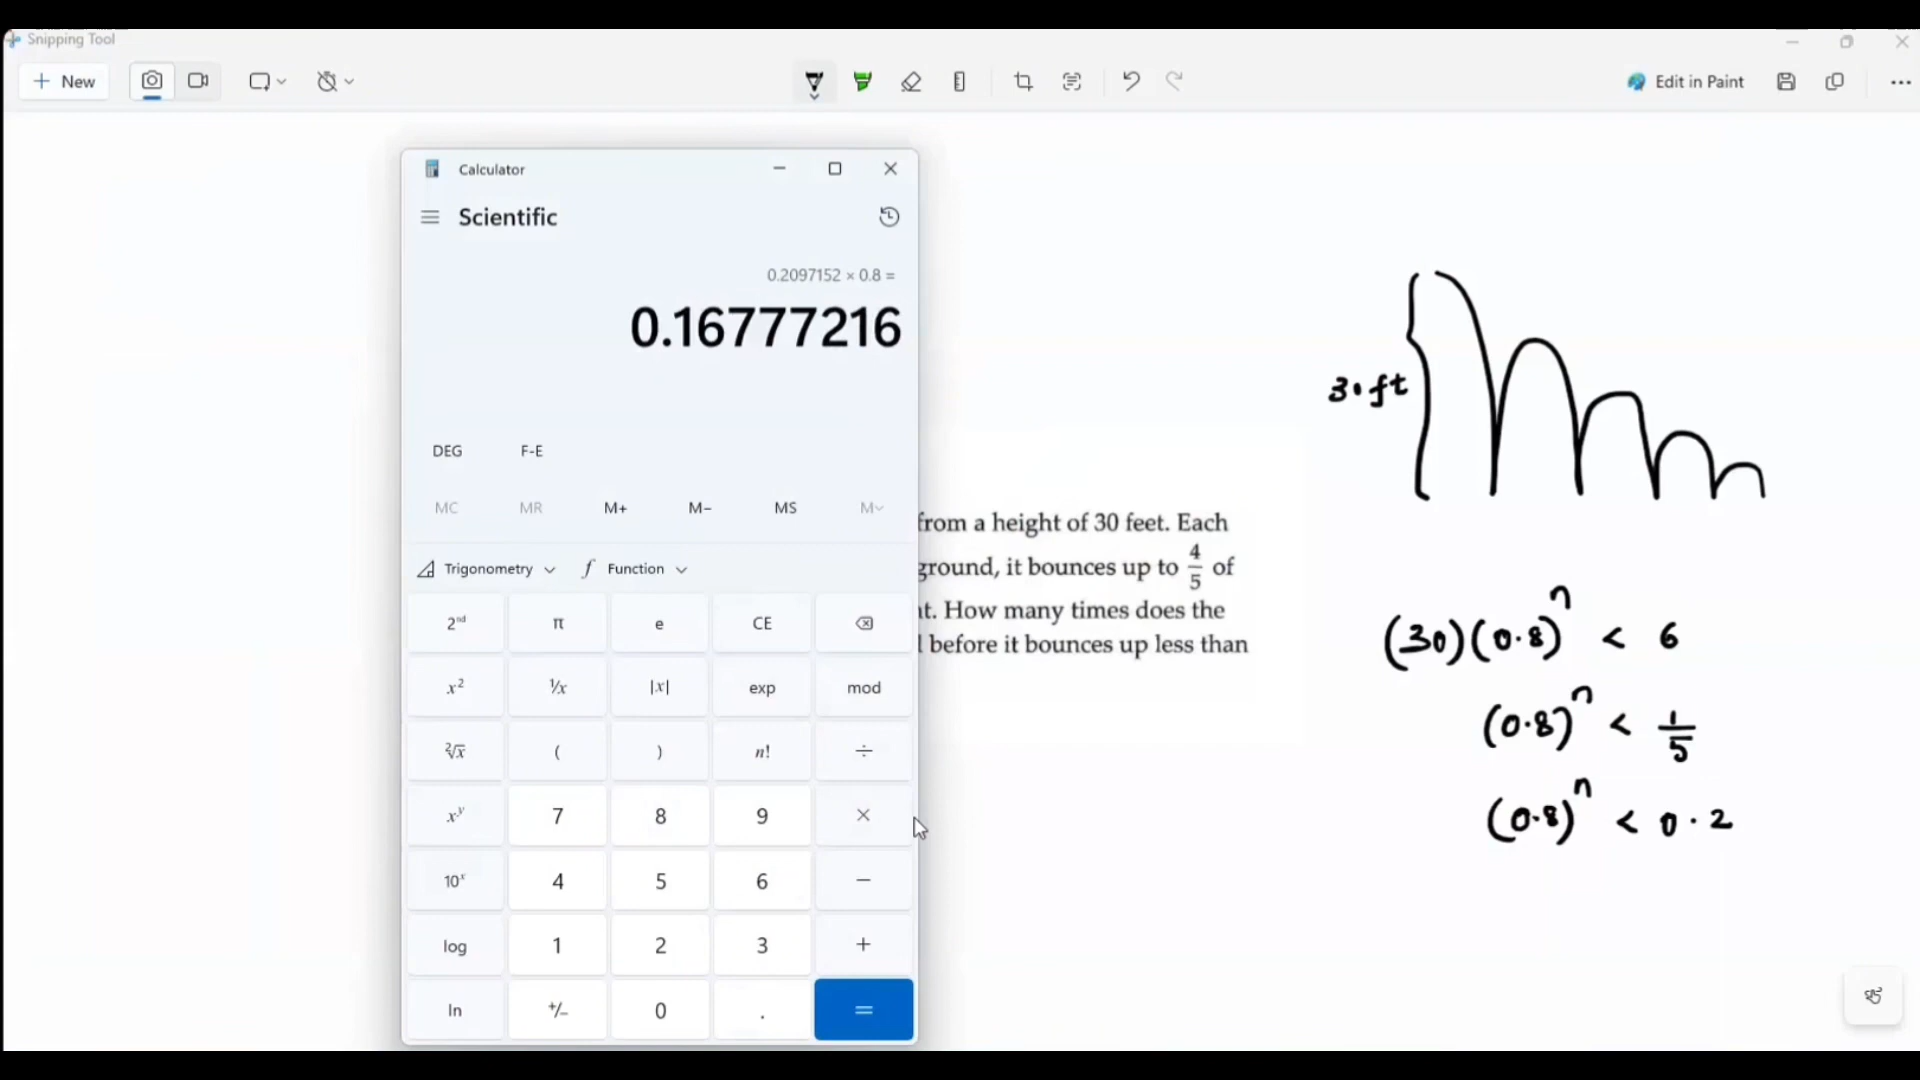 Snipping Tool
New
Edit in Paint
Calculator
Scientific
0.2097152 × 0.8 =
0.16777216
DEG F-E
MC MR M+ M− MS M
Trigonometry f Function
2ⁿᵈ π e CE
x² ¹/x |x| exp mod
²√x ( ) n! ÷
xʸ 7 8 9 ×
10ˣ 4 5 6 −
log 1 2 3 +
ln +/− 0 . =
from a height of 30 feet. Each
ground, it bounces up to 4/5 of
t. How many times does the
before it bounces up less than
30ft
(30)(0.8)ⁿ < 6
(0.8)ⁿ < 1/5
(0.8)ⁿ < 0.2